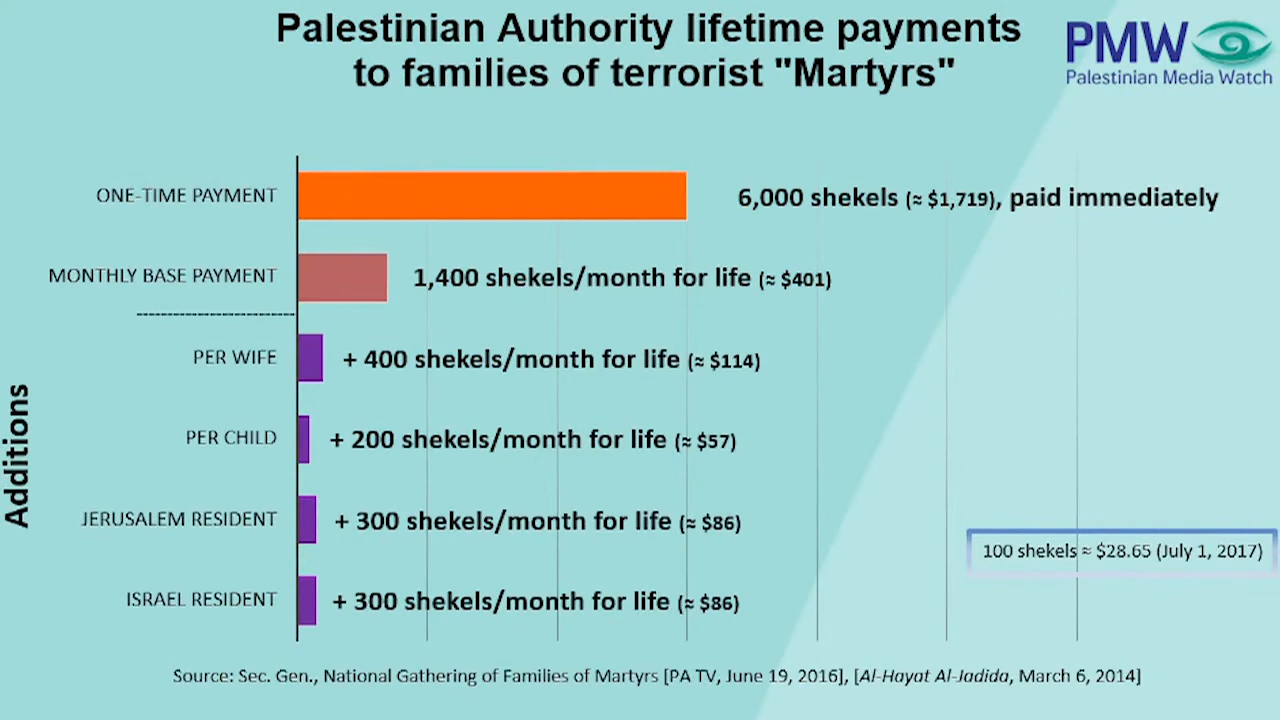 Palestinian Authority lifetime payments
to families of terrorist "Martyrs"
PMW
Palestinian Media Watch
ONE-TIME PAYMENT
6,000 shekels (≈ $1,719), paid immediately
MONTHLY BASE PAYMENT
1,400 shekels/month for life (≈ $401)
Additions
PER WIFE
+ 400 shekels/month for life (≈ $114)
PER CHILD
+ 200 shekels/month for life (≈ $57)
JERUSALEM RESIDENT
+ 300 shekels/month for life (≈ $86)
ISRAEL RESIDENT
+ 300 shekels/month for life (≈ $86)
100 shekels ≈ $28.65 (July 1, 2017)
Source: Sec. Gen., National Gathering of Families of Martyrs [PA TV, June 19, 2016], [Al-Hayat Al-Jadida, March 6, 2014]